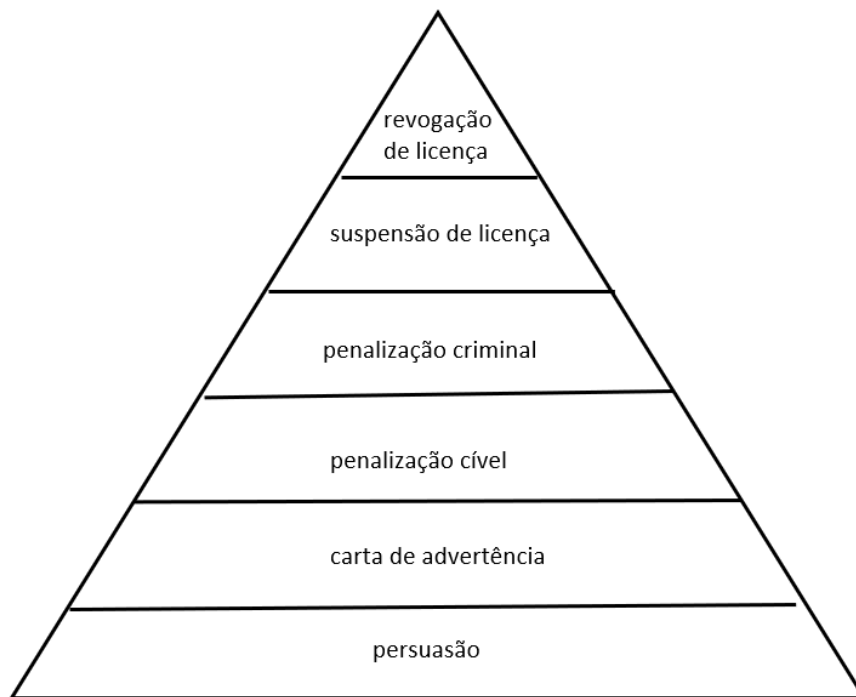 revogação
de licença
suspensão de licença
penalização criminal
penalização cível
carta de advertência
persuasão